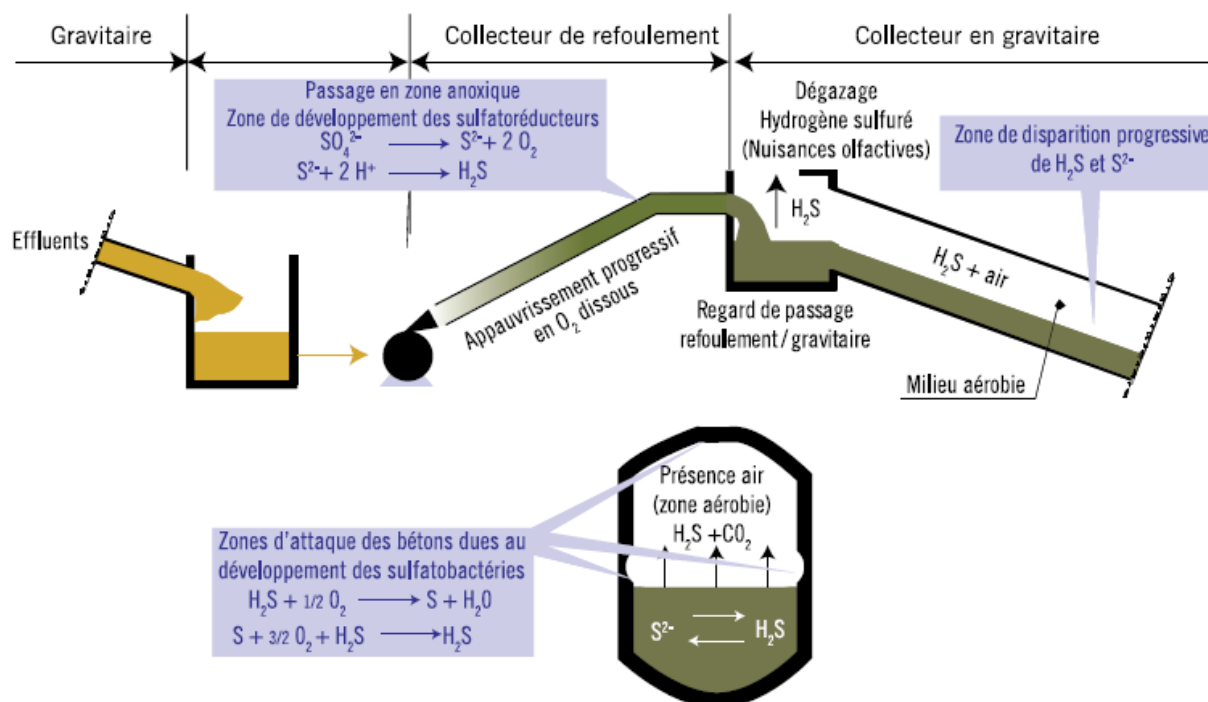 Gravitaire
Collecteur de refoulement
Collecteur en gravitaire
Passage en zone anoxique
Zone de développement des sulfatoréducteurs
SO₄²⁻ → S²⁻+ 2 O₂
S²⁻+ 2 H⁺ → H₂S
Dégazage
Hydrogène sulfuré
(Nuisances olfactives)
Zone de disparition progressive
de H₂S et S²⁻
H₂S
Effluents
H₂S + air
Appauvrissement progressif
en O₂ dissous
Regard de passage
refoulement/gravitaire
Milieu aérobie
Présence air
(zone aérobie)
H₂S +CO₂
Zones d'attaque des bétons dues au
développement des sulfatobactéries
H₂S + 1/2 O₂ → S + H₂O
S + 3/2 O₂ + H₂S → H₂S
S²⁻ H₂S